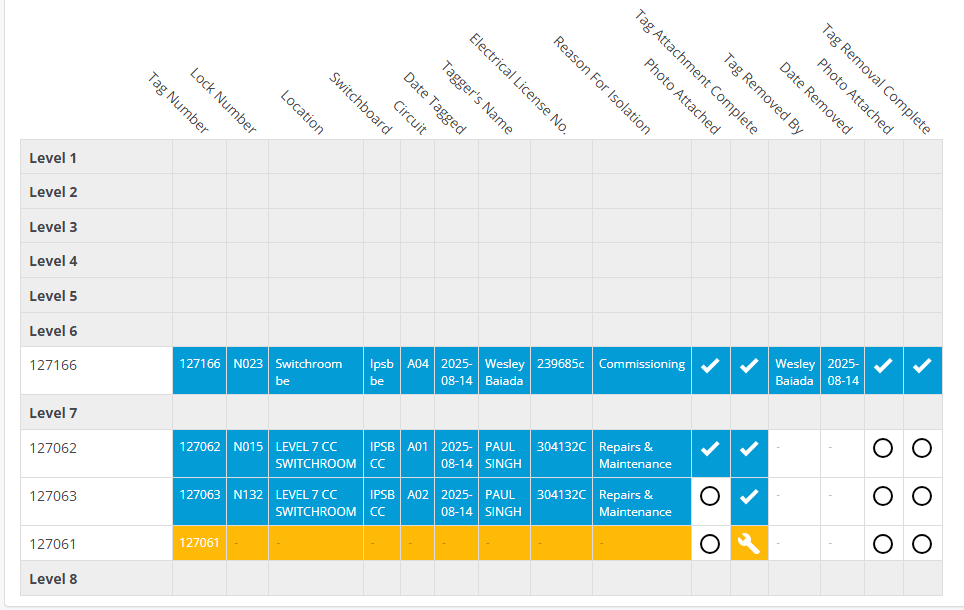 Tag Number
Lock Number
Location
Switchboard
Circuit
Date Tagged
Tagger's Name
Electrical License No.
Reason For Isolation
Photo Attached
Tag Attachment Complete
Tag Removed By
Date Removed
Photo Attached
Tag Removal Complete
Level 1
Level 2
Level 3
Level 4
Level 5
Level 6
127166 127166 N023 Switchroom Ipsb A04 2025- Wesley 239685c Commissioning Wesley 2025-
be be 08-14 Baiada Baiada 08-14
Level 7
127062 127062 N015 LEVEL 7 CC IPSB A01 2025- PAUL 304132C Repairs & - -
SWITCHROOM CC 08-14 SINGH Maintenance
127063 127063 N132 LEVEL 7 CC IPSB A02 2025- PAUL 304132C Repairs & - -
SWITCHROOM CC 08-14 SINGH Maintenance
127061 127061 - - - - - - - - - -
Level 8